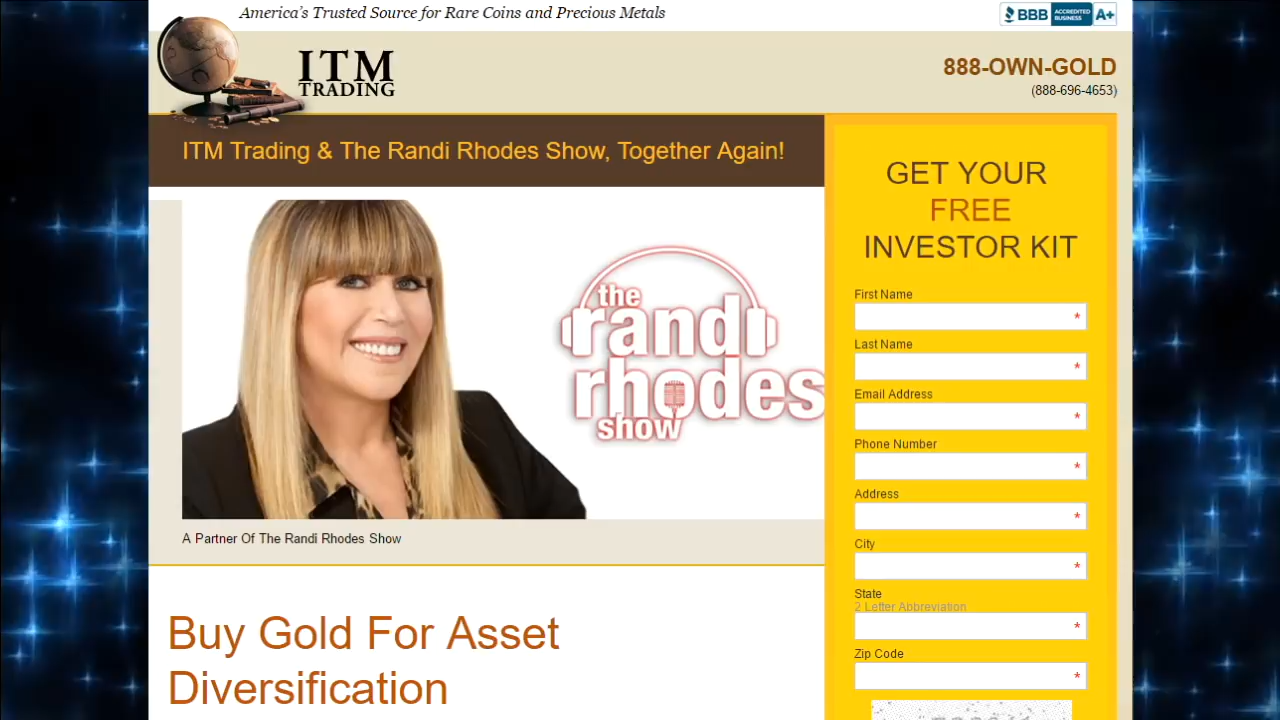 America's Trusted Source for Rare Coins and Precious Metals
BBB ACCREDITED BUSINESS A+
ITM
TRADING
888-OWN-GOLD
(888-696-4653)
ITM Trading & The Randi Rhodes Show, Together Again!
the
randi
rhodes
show
A Partner Of The Randi Rhodes Show
Buy Gold For Asset
Diversification
GET YOUR
FREE
INVESTOR KIT
First Name
*
Last Name
*
Email Address
*
Phone Number
*
Address
*
City
*
State
2 Letter Abbreviation
*
Zip Code
*